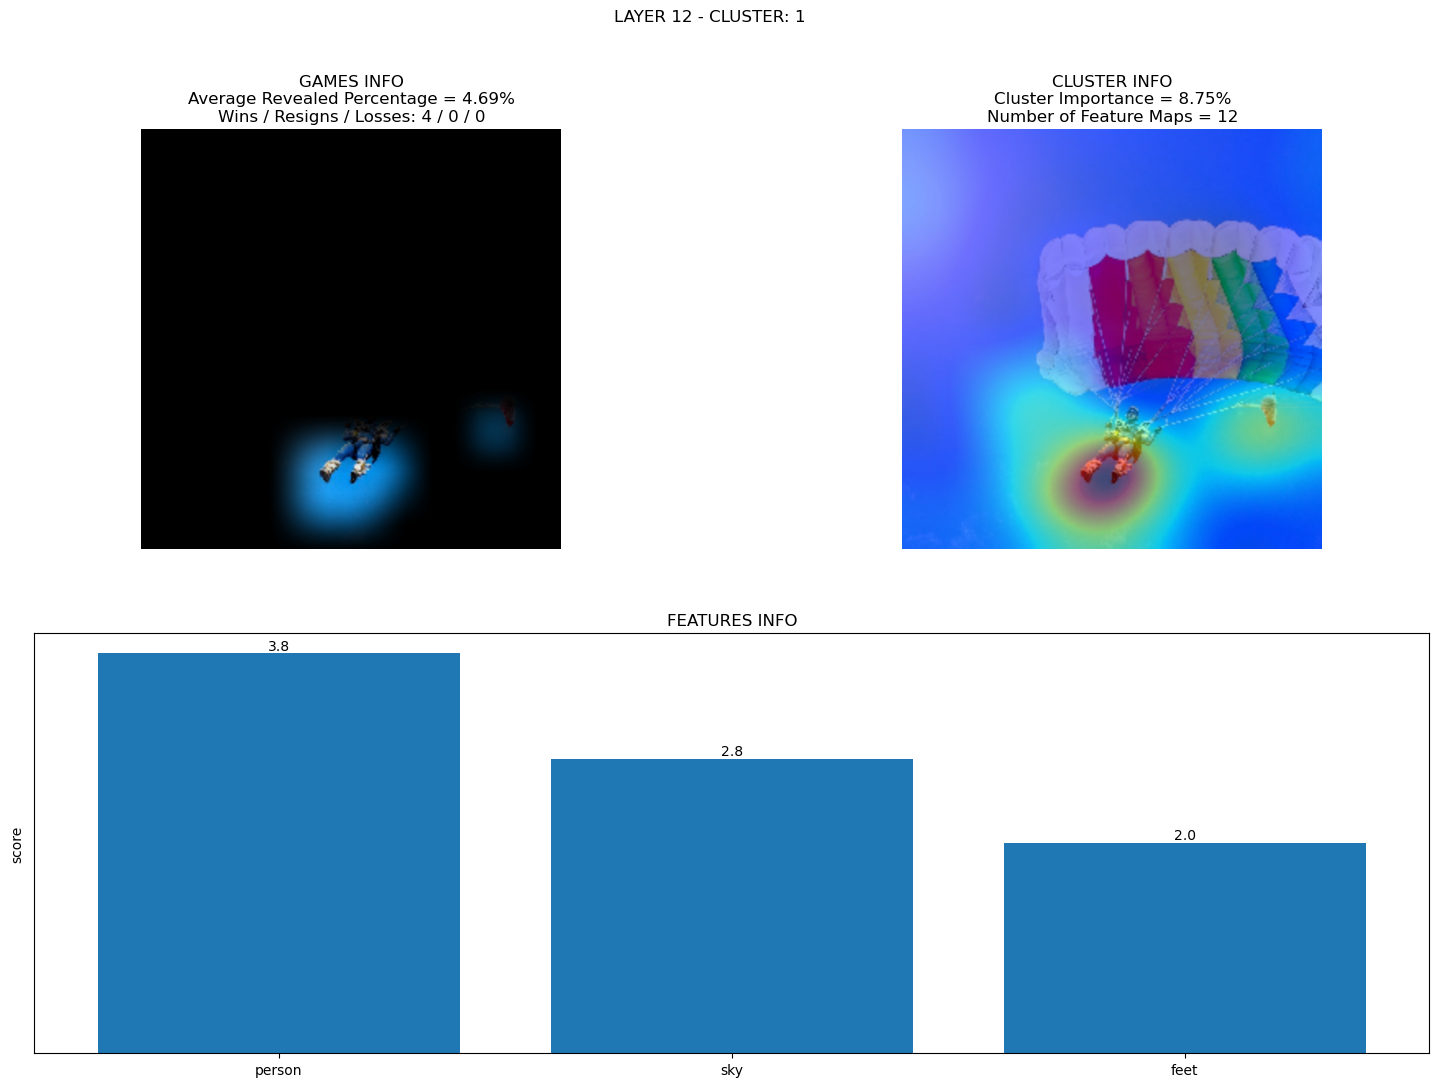 LAYER 12 - CLUSTER: 1
GAMES INFO
Average Revealed Percentage = 4.69%
Wins / Resigns / Losses: 4 / 0 / 0
CLUSTER INFO
Cluster Importance = 8.75%
Number of Feature Maps = 12
FEATURES INFO
3.8
2.8
2.0
score
person
sky
feet